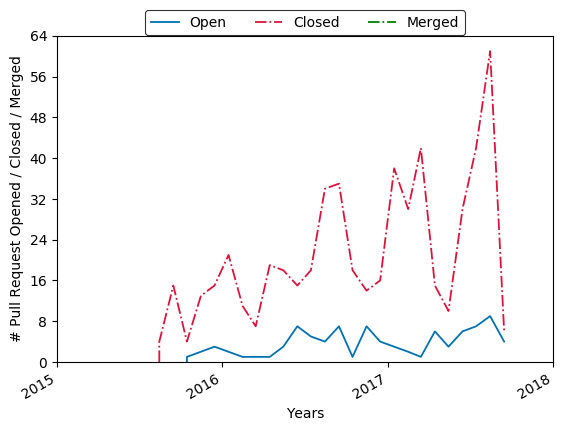 Open Closed Merged
64
56
48
40
32
24
16
8
0
# Pull Request Opened / Closed / Merged
2015 2016 2017 2018
Years